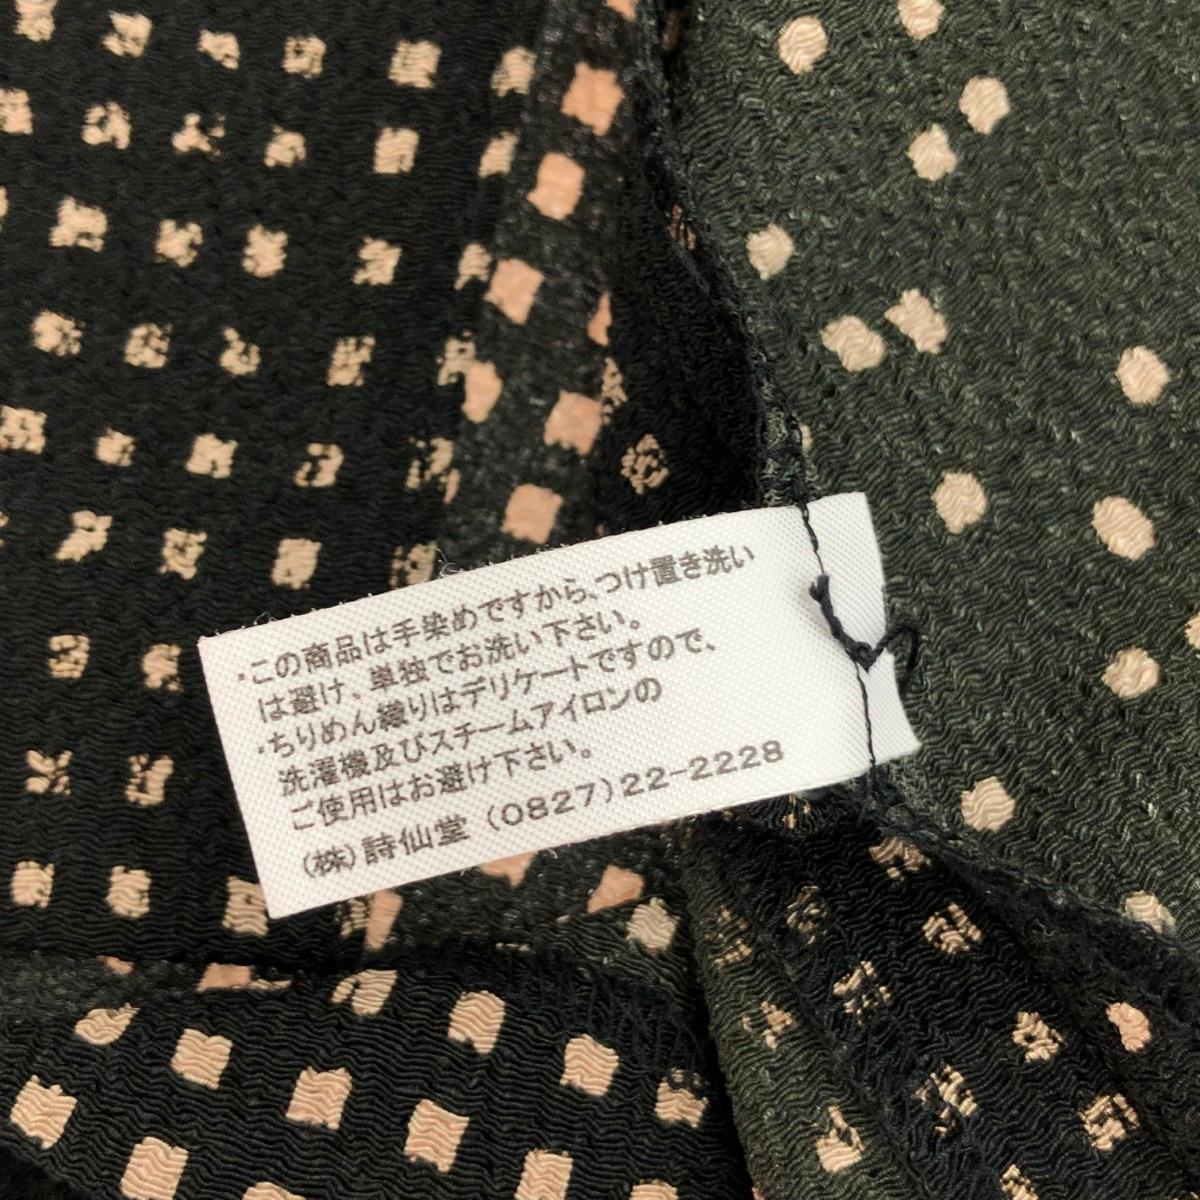 ・この商品は手染めですから、つけ置き洗い
は避け、単独でお洗い下さい。
・ちりめん織りはデリケートですので、
洗濯機及びスチームアイロンの
ご使用はお避け下さい。
(株)詩仙堂 (0827)22-2228